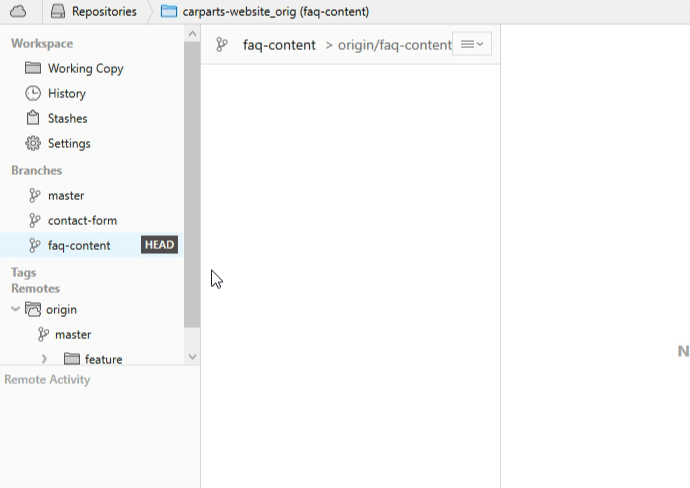 Repositories
carparts-website_orig (faq-content)
Workspace
Working Copy
History
Stashes
Settings
Branches
master
contact-form
faq-content HEAD
Tags
Remotes
origin
master
feature
Remote Activity
faq-content > origin/faq-content
N